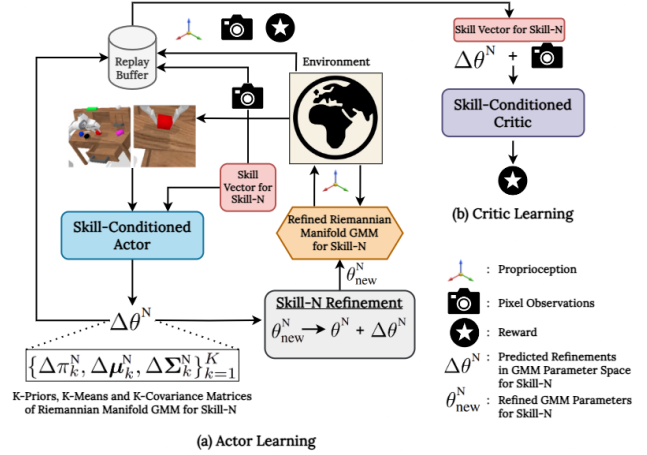 Replay
Buffer
Environment
Skill
Vector for
Skill-N
Skill-Conditioned
Actor
Refined Riemannian
Manifold GMM
for Skill-N
θ^N_new
Skill-N Refinement
θ^N_new → θ^N + Δθ^N
Δθ^N
{Δπ^N_k, Δμ^N_k, ΔΣ^N_k}^K_{k=1}
K-Priors, K-Means and K-Covariance Matrices
of Riemannian Manifold GMM for Skill-N
(a) Actor Learning
Skill Vector for Skill-N
Δθ^N +
Skill-Conditioned
Critic
(b) Critic Learning
: Proprioception
: Pixel Observations
: Reward
Δθ^N : Predicted Refinements
in GMM Parameter Space
for Skill-N
θ^N_new : Refined GMM Parameters
for Skill-N